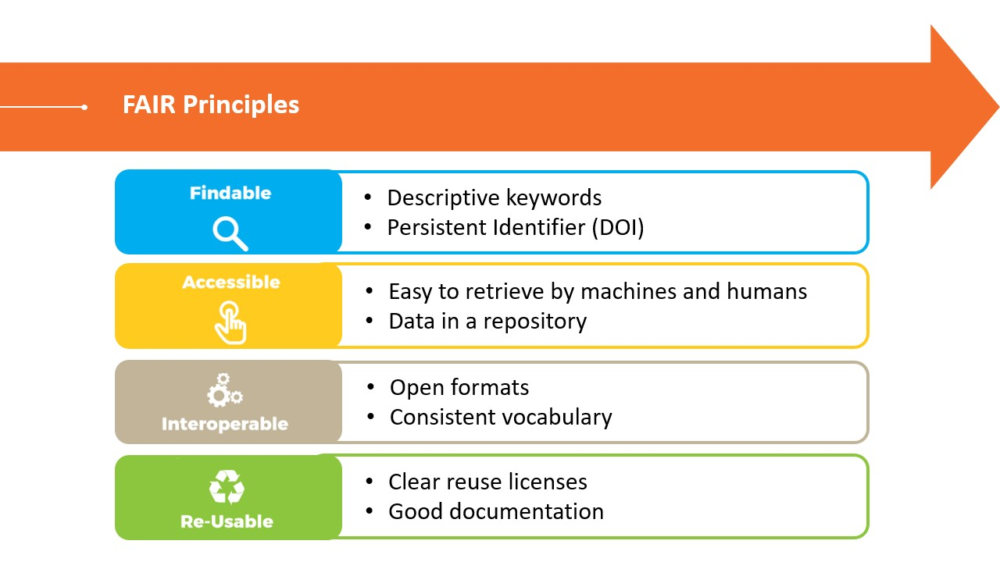 FAIR Principles
Findable
• Descriptive keywords
• Persistent Identifier (DOI)
Accessible
• Easy to retrieve by machines and humans
• Data in a repository
Interoperable
• Open formats
• Consistent vocabulary
Re-Usable
• Clear reuse licenses
• Good documentation